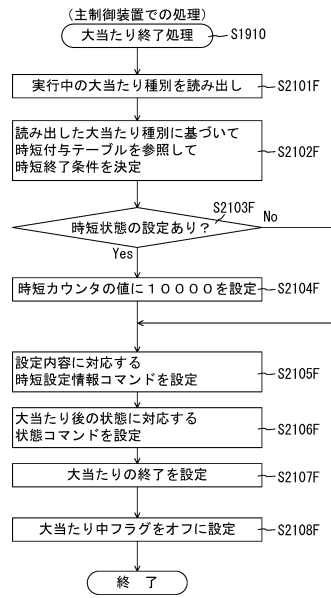 (主制御装置での処理)
大当たり終了処理
S1910
実行中の大当たり種別を読み出し
S2101F
読み出した大当たり種別に基づいて
時短付与テーブルを参照して
時短終了条件を決定
S2102F
S2103F
時短状態の設定あり?
No
Yes
時短カウンタの値に10000を設定
S2104F
設定内容に対応する
時短設定情報コマンドを設定
S2105F
大当たり後の状態に対応する
状態コマンドを設定
S2106F
大当たりの終了を設定
S2107F
大当たり中フラグをオフに設定
S2108F
終 了